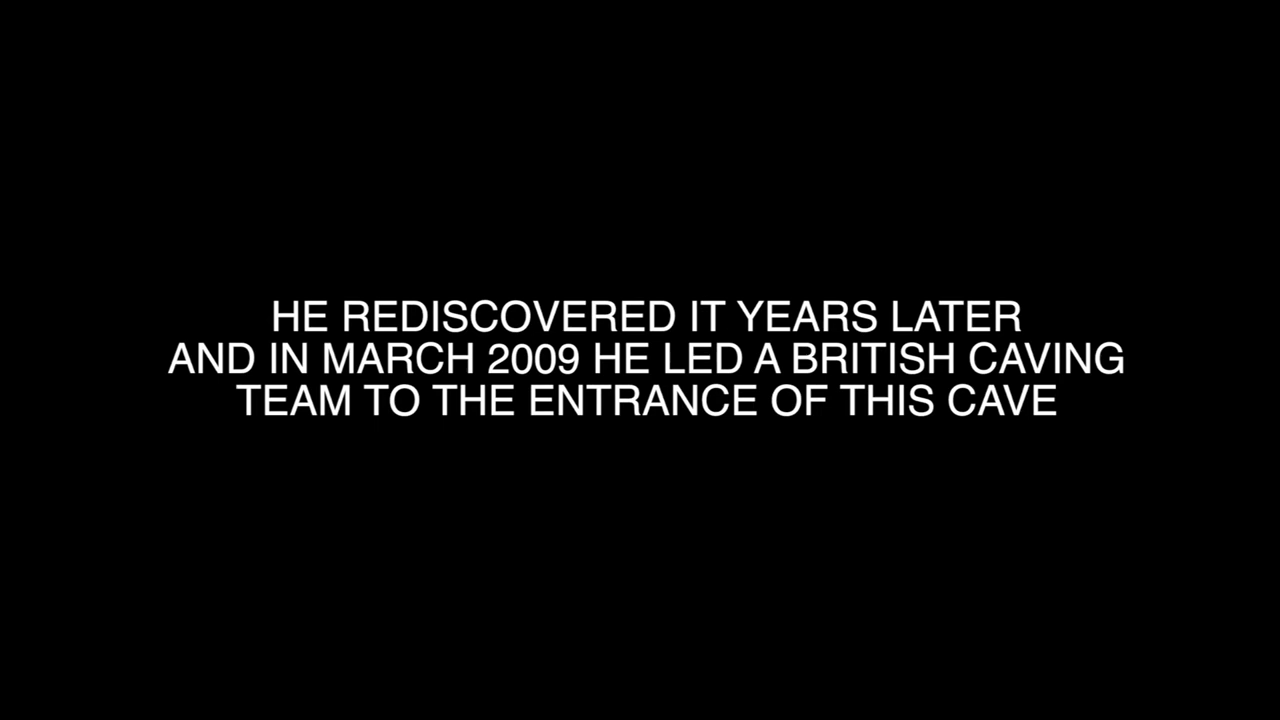 HE REDISCOVERED IT YEARS LATER
AND IN MARCH 2009 HE LED A BRITISH CAVING
TEAM TO THE ENTRANCE OF THIS CAVE